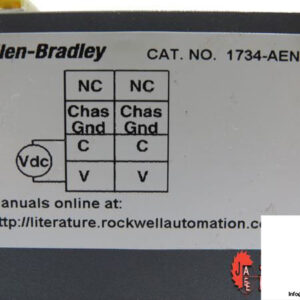 llen-Bradley CAT. NO. 1734-AEN
NC NC
Chas Gnd Chas Gnd
Vdc C C
V V
anuals online at:
http://literature.rockwellautomation.co